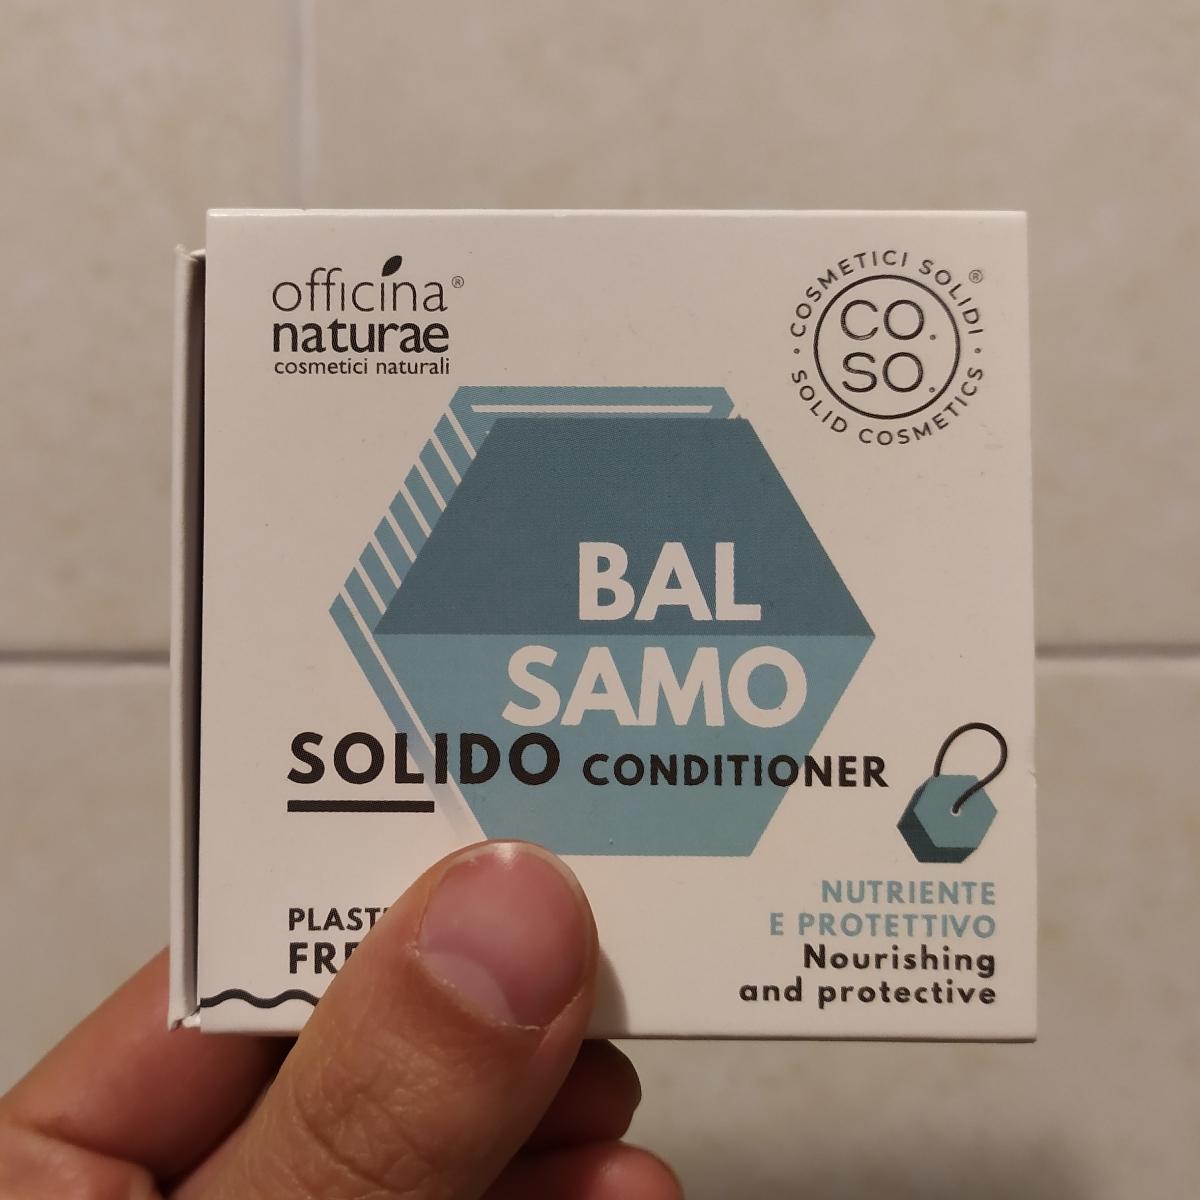 officina®
naturae
cosmetici naturali
COSMETICI SOLIDI®
CO.
SO.
SOLID COSMETICS
BAL
SAMO
SOLIDO CONDITIONER
NUTRIENTE
E PROTETTIVO
Nourishing
and protective